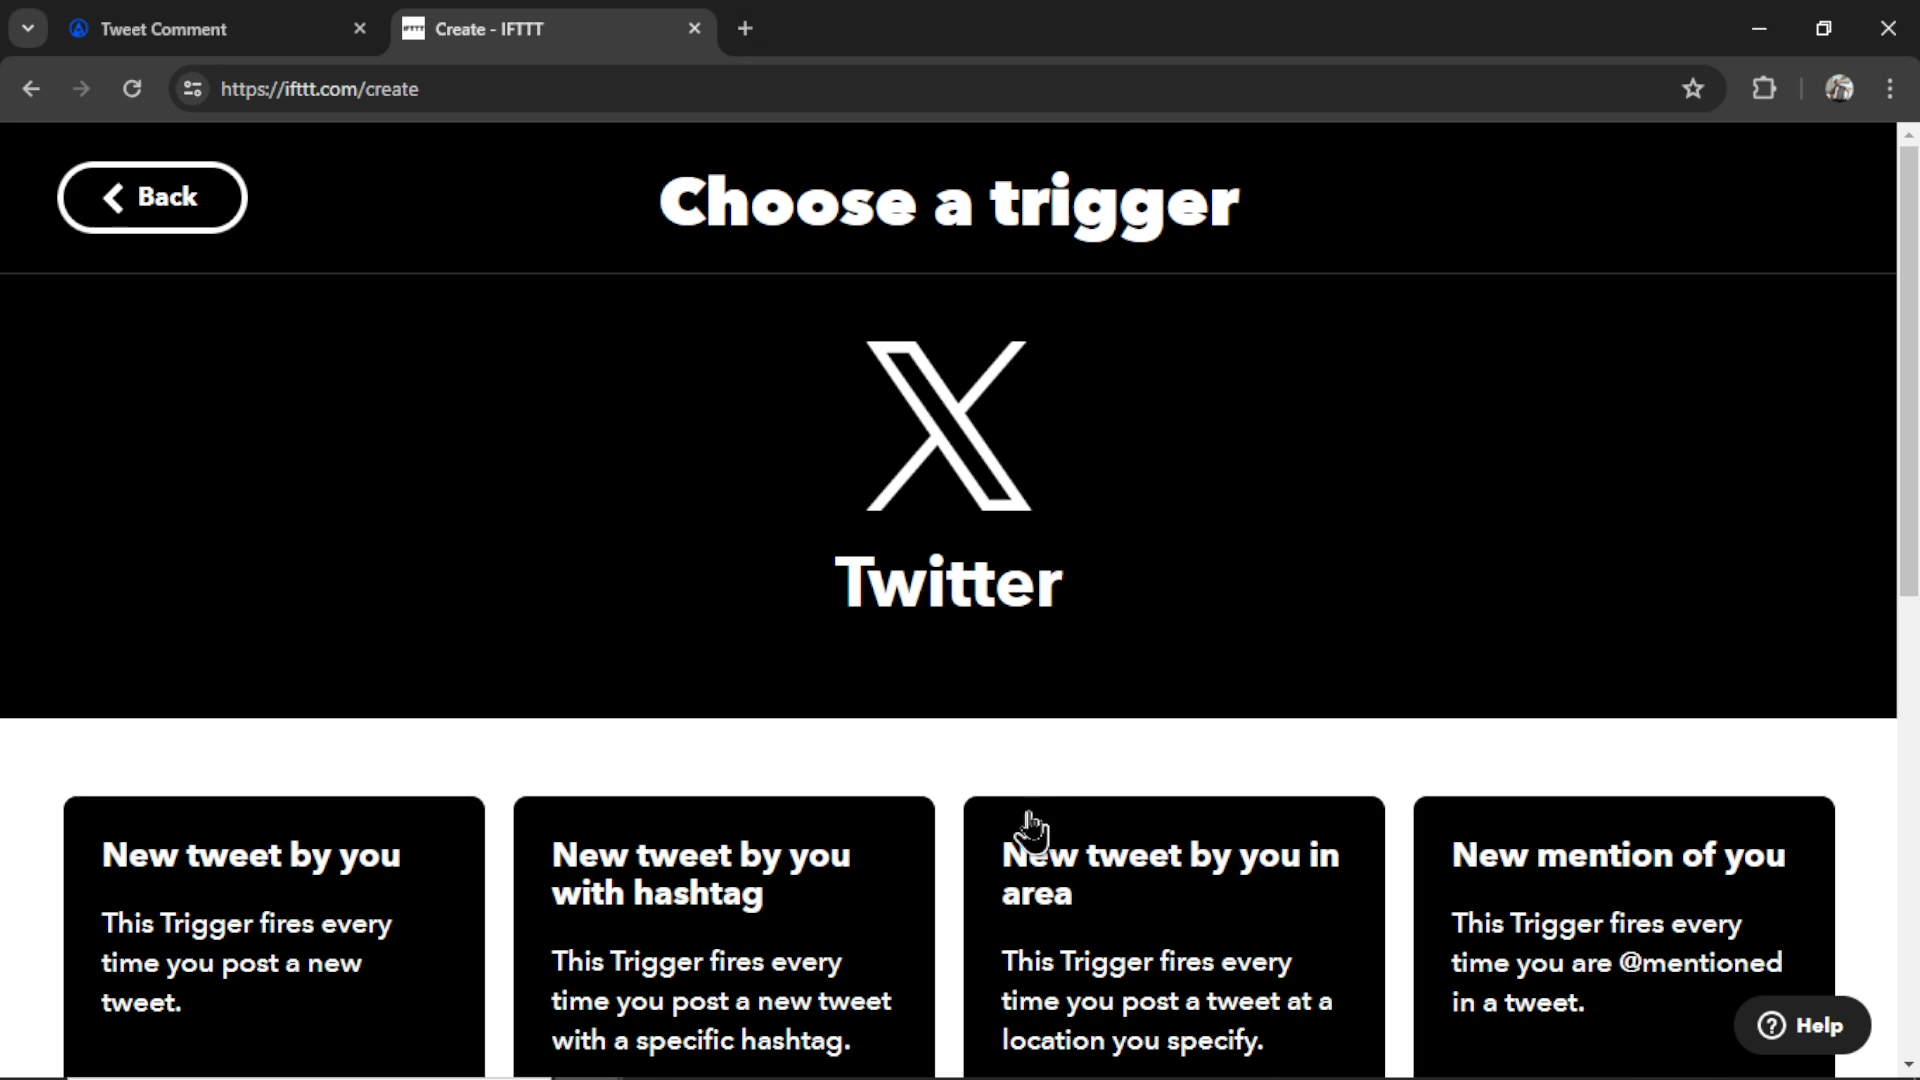 Tweet Comment
IFTTT
Create - IFTTT
https://ifttt.com/create
Back
Choose a trigger
Twitter
New tweet by you
This Trigger fires every
time you post a new
tweet.
New tweet by you
with hashtag
This Trigger fires every
time you post a new tweet
with a specific hashtag.
New tweet by you in
area
This Trigger fires every
time you post a tweet at a
location you specify.
New mention of you
This Trigger fires every
time you are @mentioned
in a tweet.
Help